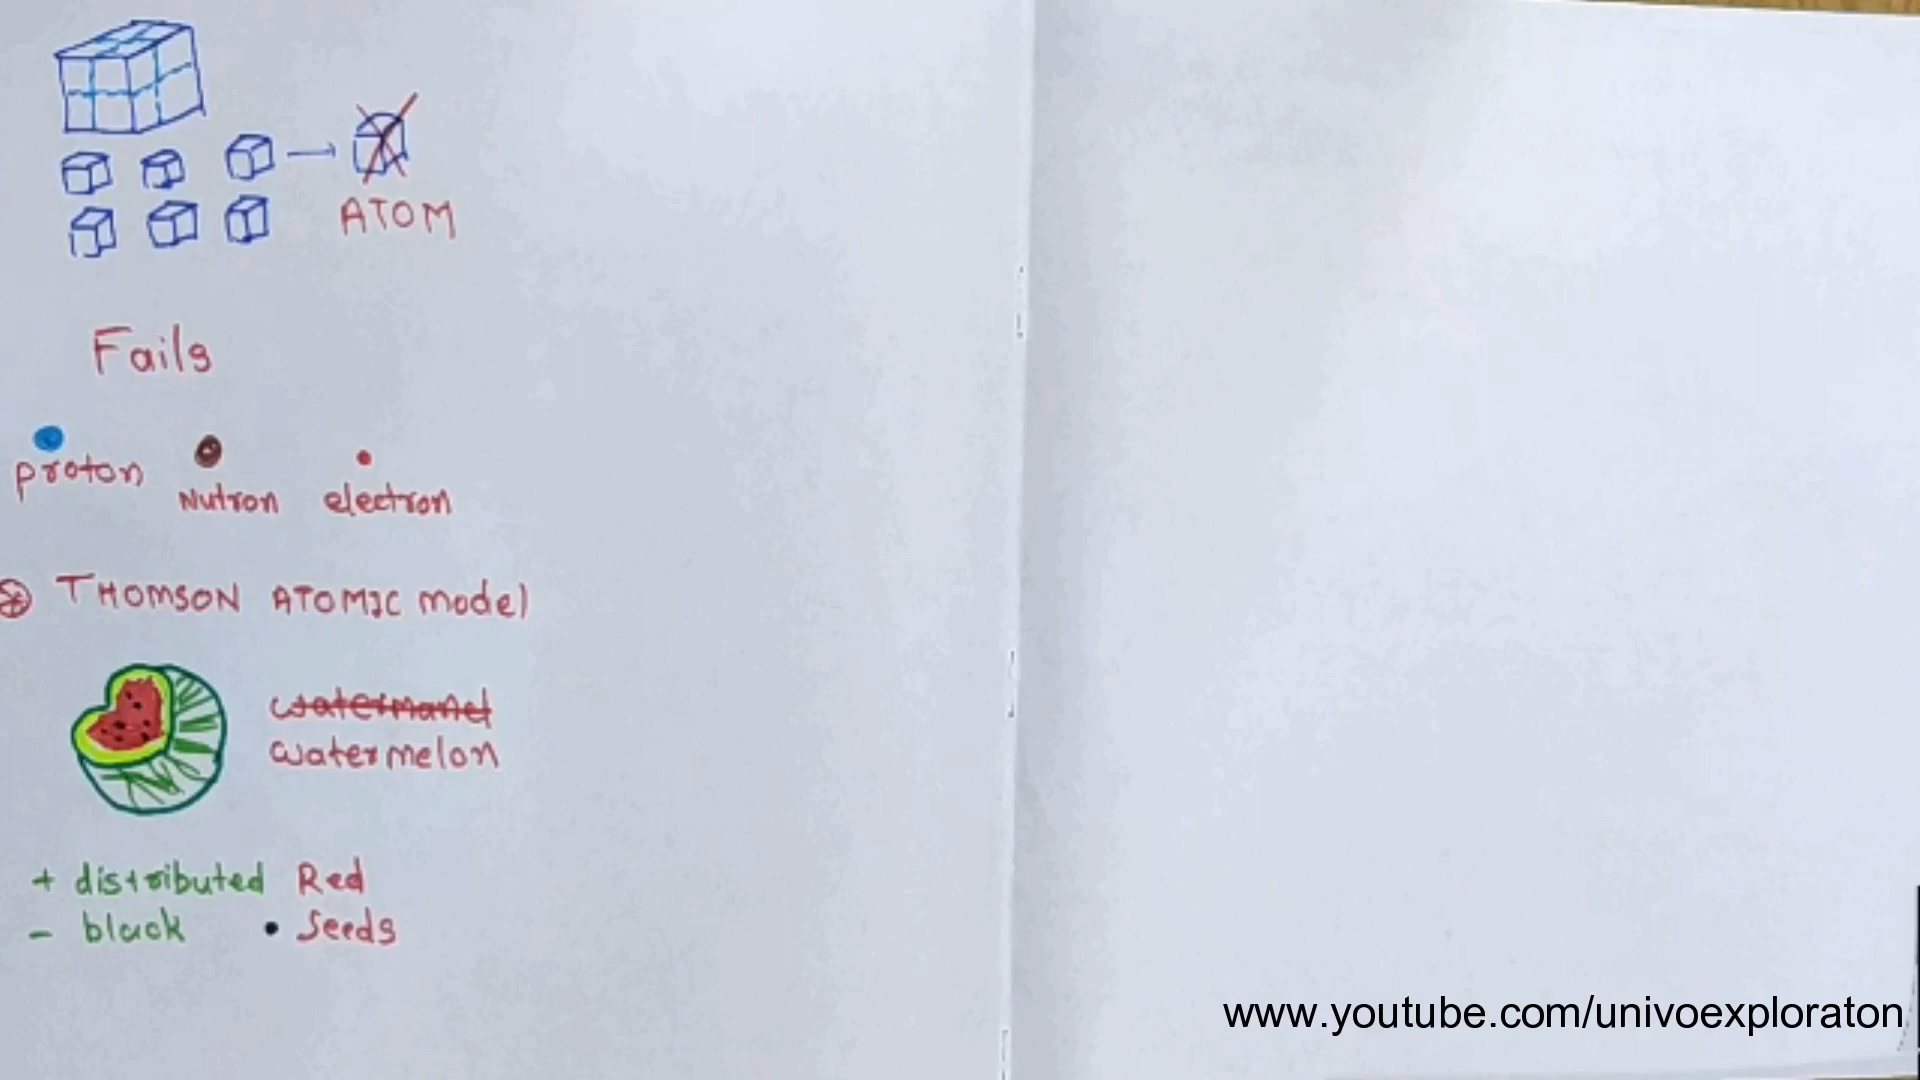 ATOM
Fails
proton Nutron electron
THOMSON ATOMIC model
watermanel
watermelon
+ distributed Red
- black • Seeds
www.youtube.com/univoexploraton